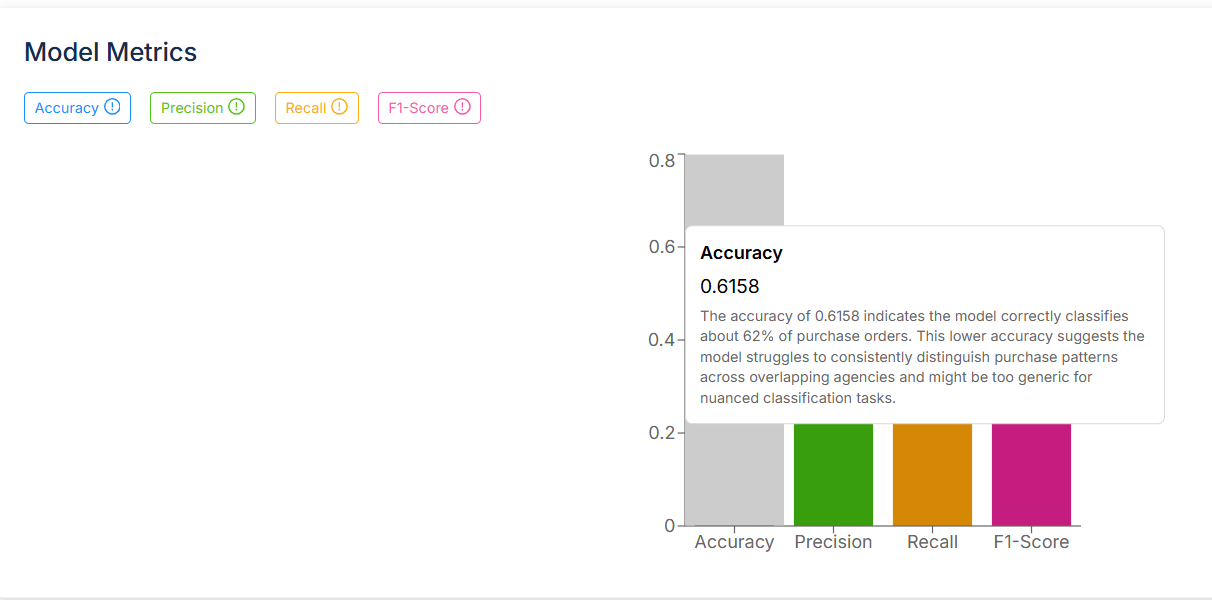 Model Metrics
Accuracy
Precision
Recall
F1-Score
0.8
0.6
0.4
0.2
0
Accuracy
0.6158
The accuracy of 0.6158 indicates the model correctly classifies
about 62% of purchase orders. This lower accuracy suggests the
model struggles to consistently distinguish purchase patterns
across overlapping agencies and might be too generic for
nuanced classification tasks.
Accuracy
Precision
Recall
F1-Score